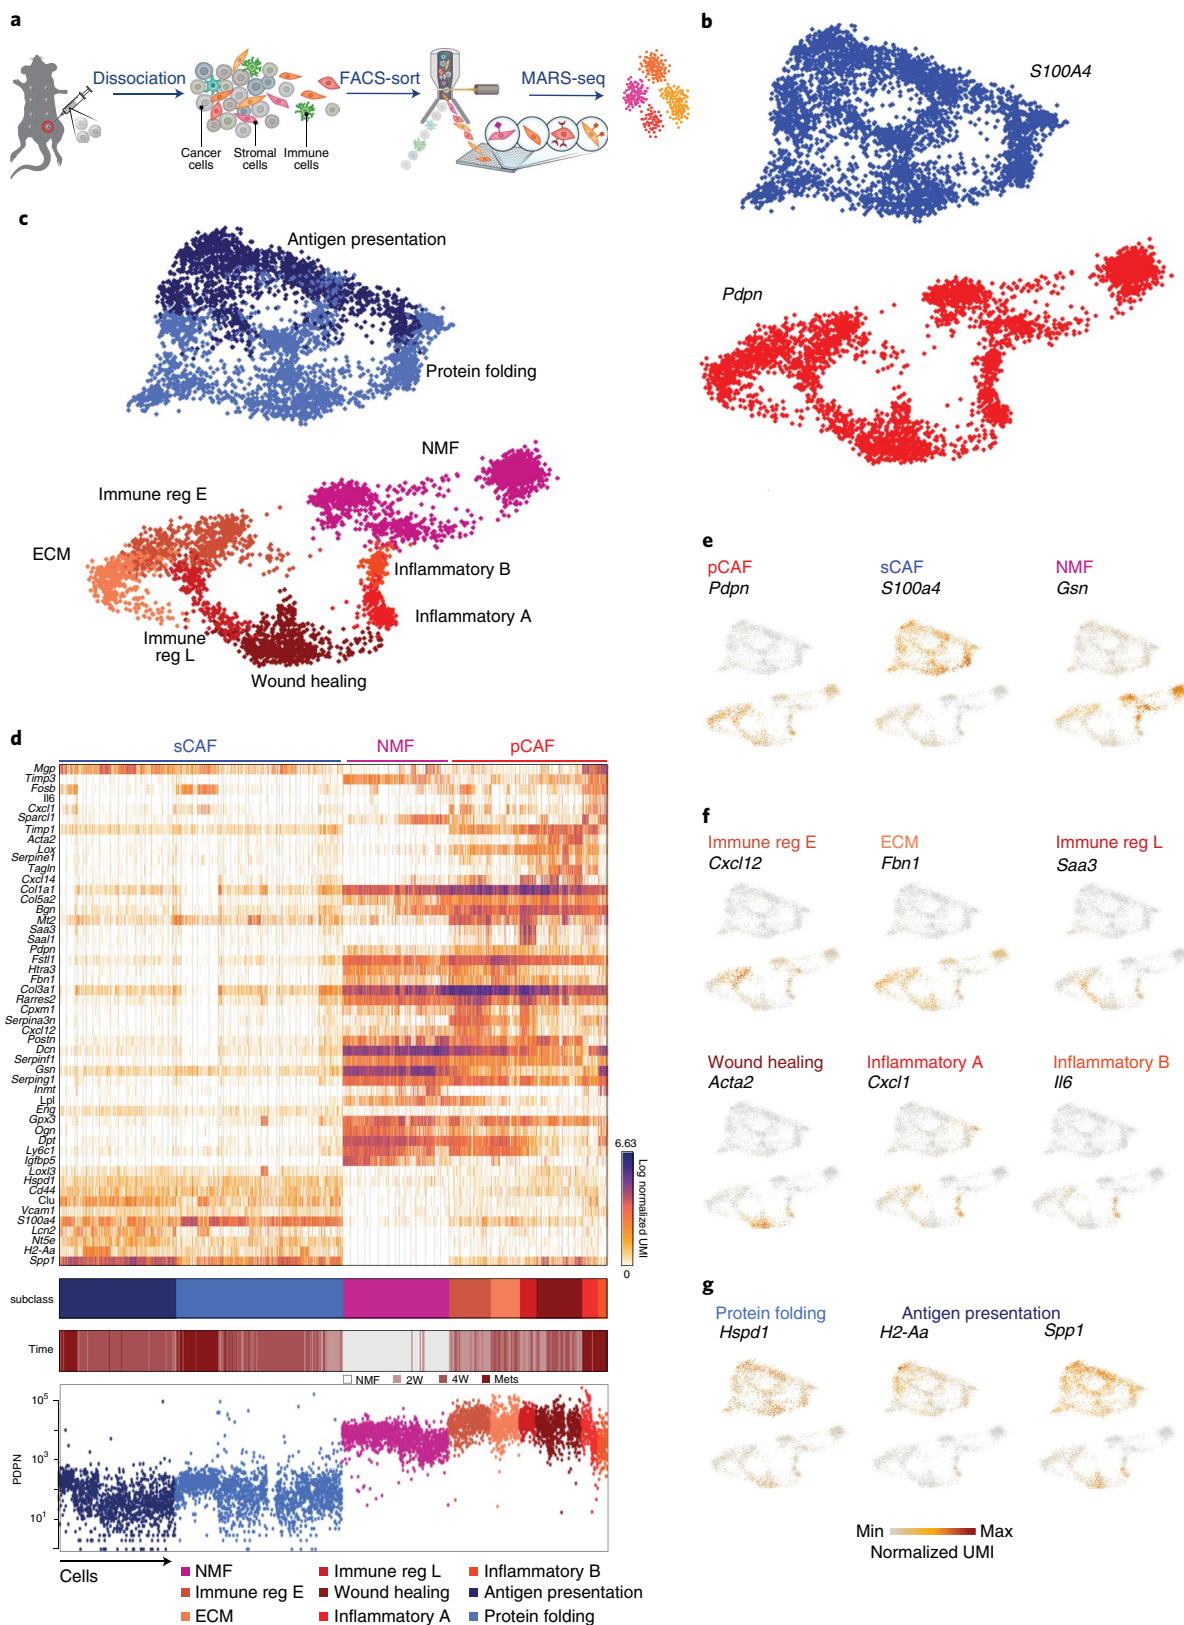 a
Dissociation
FACS-sort
MARS-seq
Cancer cells
Stromal cells
Immune cells
b
S100A4
Pdpn
c
Antigen presentation
Protein folding
NMF
Immune reg E
ECM
Inflammatory B
Inflammatory A
Immune
reg L
Wound healing
d
sCAF
NMF
pCAF
Mgp
Timp3
Fosb
Il6
Cxcl1
Sparcl1
Timp1
Acta2
Lox
Serpine1
Tagln
Cxcl14
Col1a1
Col5a2
Bgn
Mt2
Saa3
Saal1
Pdpn
Fstl1
Htra3
Fbn1
Col3a1
Rarres2
Cpxm1
Serpina3n
Cxcl12
Postn
Dcn
Serpinf1
Gsn
Serping1
Inmt
Lpl
Eng
Gpx3
Ogn
Dpt
Ly6c1
Igfbp5
Loxl3
Hspd1
Cd44
Clu
Vcam1
S100a4
Lcn2
Nt5e
H2-Aa
Spp1
6.63
Log normalized UMI
0
subclass
Time
NMF 2W 4W Mets
PDPN
10⁵
10³
10¹
Cells
NMF
Immune reg E
ECM
Immune reg L
Wound healing
Inflammatory A
Inflammatory B
Antigen presentation
Protein folding
e
pCAF
Pdpn
sCAF
S100a4
NMF
Gsn
f
Immune reg E
Cxcl12
ECM
Fbn1
Immune reg L
Saa3
Wound healing
Acta2
Inflammatory A
Cxcl1
Inflammatory B
Il6
g
Protein folding
Hspd1
Antigen presentation
H2-Aa
Spp1
Min Max
Normalized UMI